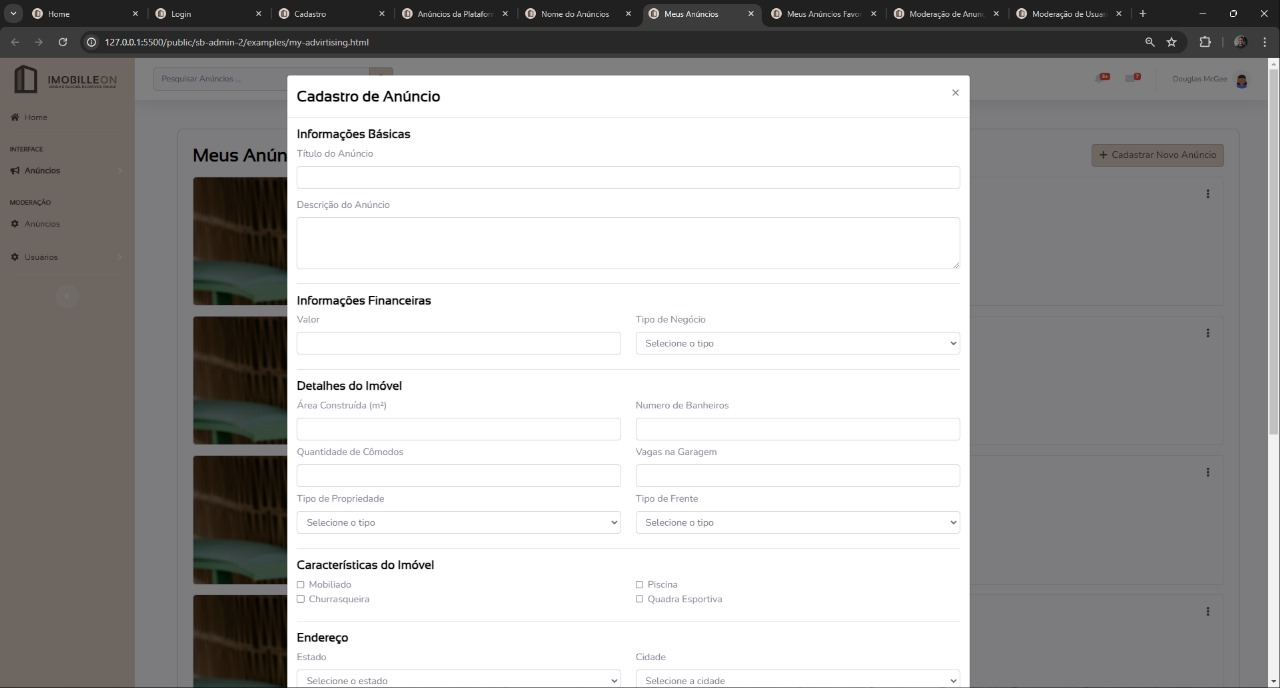 Home
Login
Cadastro
Anúncios da Platafor
Nome do Anúncios
Meus Anúncios
Meus Anúncios Favor
Moderação de Anunc
Moderação de Usua
127.0.0.1:5500/public/sb-admin-2/examples/my-advirtising.html
IMOBILLEON
Pesquisar Anúncios ...
Douglas McGee
Home
INTERFACE
Anúncios
MODERAÇÃO
Anúncios
Usuários
Meus Anún
+ Cadastrar Novo Anúncio
Cadastro de Anúncio
Informações Básicas
Título do Anúncio
Descrição do Anúncio
Informações Financeiras
Valor
Tipo de Negócio
Selecione o tipo
Detalhes do Imóvel
Área Construída (m²)
Numero de Banheiros
Quantidade de Cômodos
Vagas na Garagem
Tipo de Propriedade
Tipo de Frente
Selecione o tipo
Selecione o tipo
Características do Imóvel
Mobiliado
Piscina
Churrasqueira
Quadra Esportiva
Endereço
Estado
Cidade
Selecione o estado
Selecione a cidade